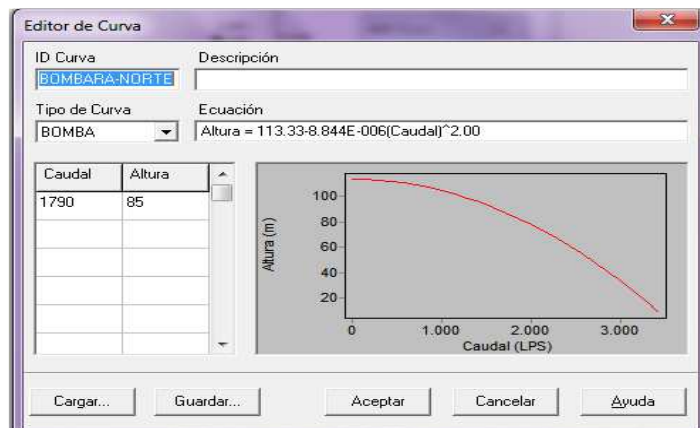 Editor de Curva
ID Curva Descripción
BOMBARA-NORTE
Tipo de Curva Ecuación
BOMBA Altura = 113.33-8.844E-006(Caudal)^2.00
Caudal Altura
1790 85
Altura (m)
100
80
60
40
20
0 1.000 2.000 3.000
Caudal (LPS)
Cargar... Guardar... Aceptar Cancelar Ayuda